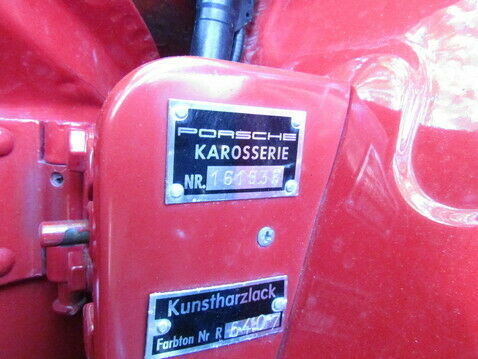 PORSCHE
KAROSSERIE
NR. 161936
Kunstharzlack
Farbton Nr R 6407